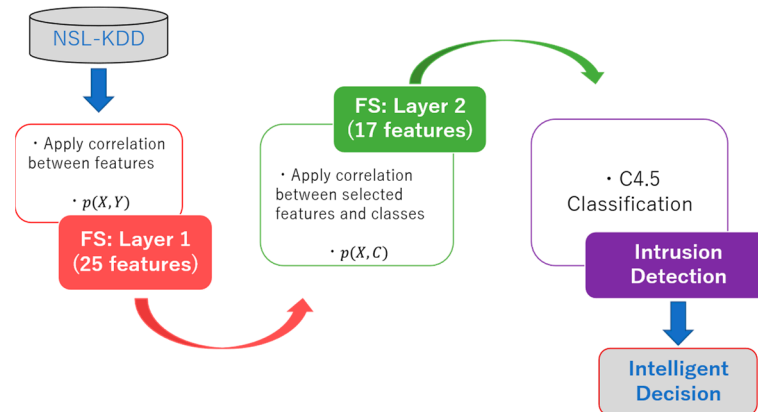 NSL-KDD
・Apply correlation
between features
・p(X,Y)
FS: Layer 1
(25 features)
FS: Layer 2
(17 features)
・Apply correlation
between selected
features and classes
・p(X,C)
・C4.5
Classification
Intrusion
Detection
Intelligent
Decision